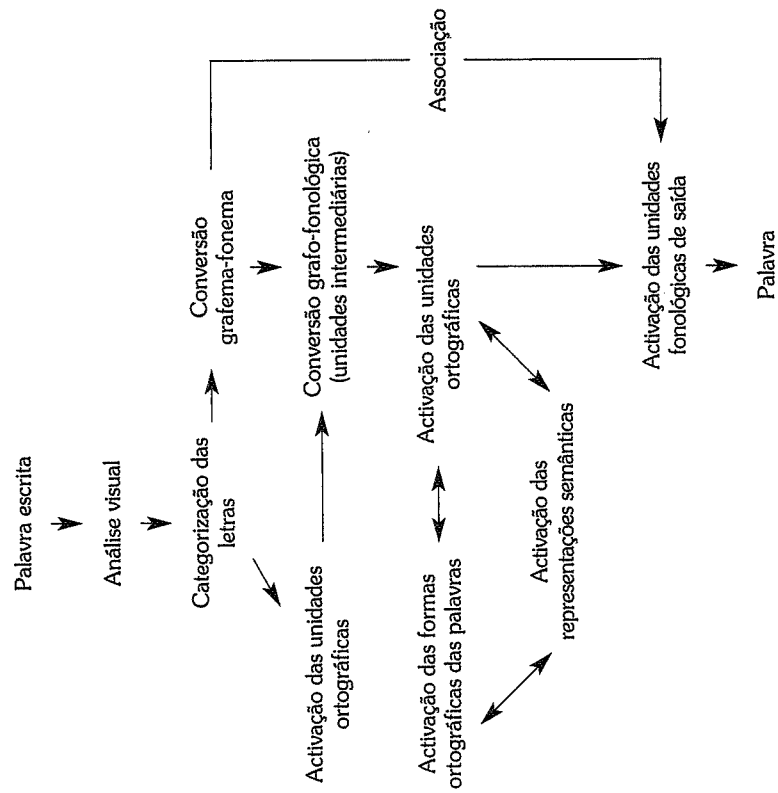 Palavra escrita
Análise visual
Categorização das
letras
Conversão
grafema-fonema
Activação das unidades
ortográficas
Conversão grafo-fonológica
(unidades intermediárias)
Associação
Activação das formas
ortográficas das palavras
Activação das unidades
ortográficas
Activação das
representações semânticas
Activação das unidades
fonológicas de saída
Palavra